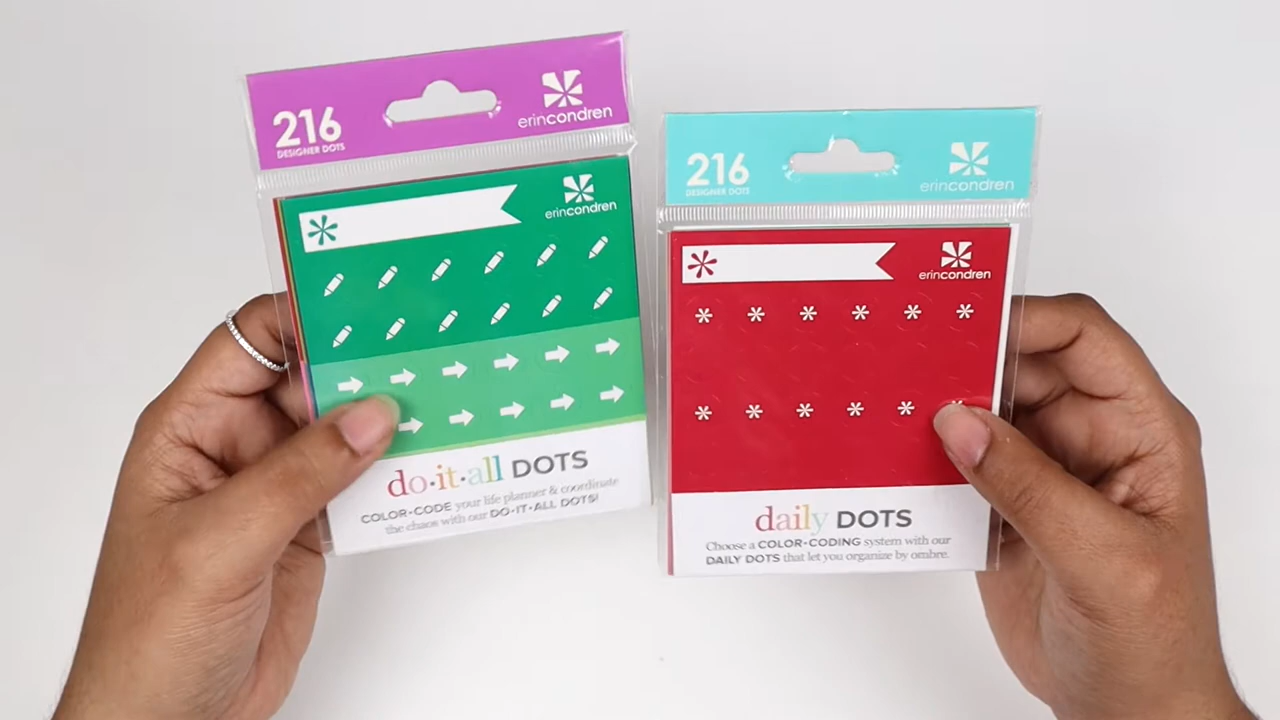 216
DESIGNER DOTS
erincondren
erincondren
do•it•all DOTS
COLOR-CODE your life planner & coordinate
the chaos with our DO•IT•ALL DOTS!
216
DESIGNER DOTS
erincondren
erincondren
daily DOTS
Choose a COLOR-CODING system with our
DAILY DOTS that let you organize by ombre.